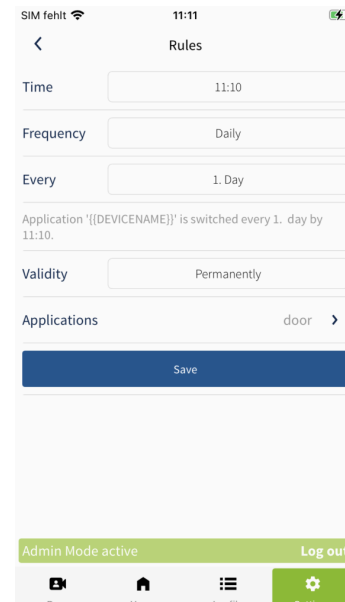 SIM fehlt 11:11
Rules
Time 11:10
Frequency Daily
Every 1. Day
Application '{{DEVICENAME}}' is switched every 1.  day by
11:10.
Validity Permanently
Applications door
Save
Admin Mode active Log out